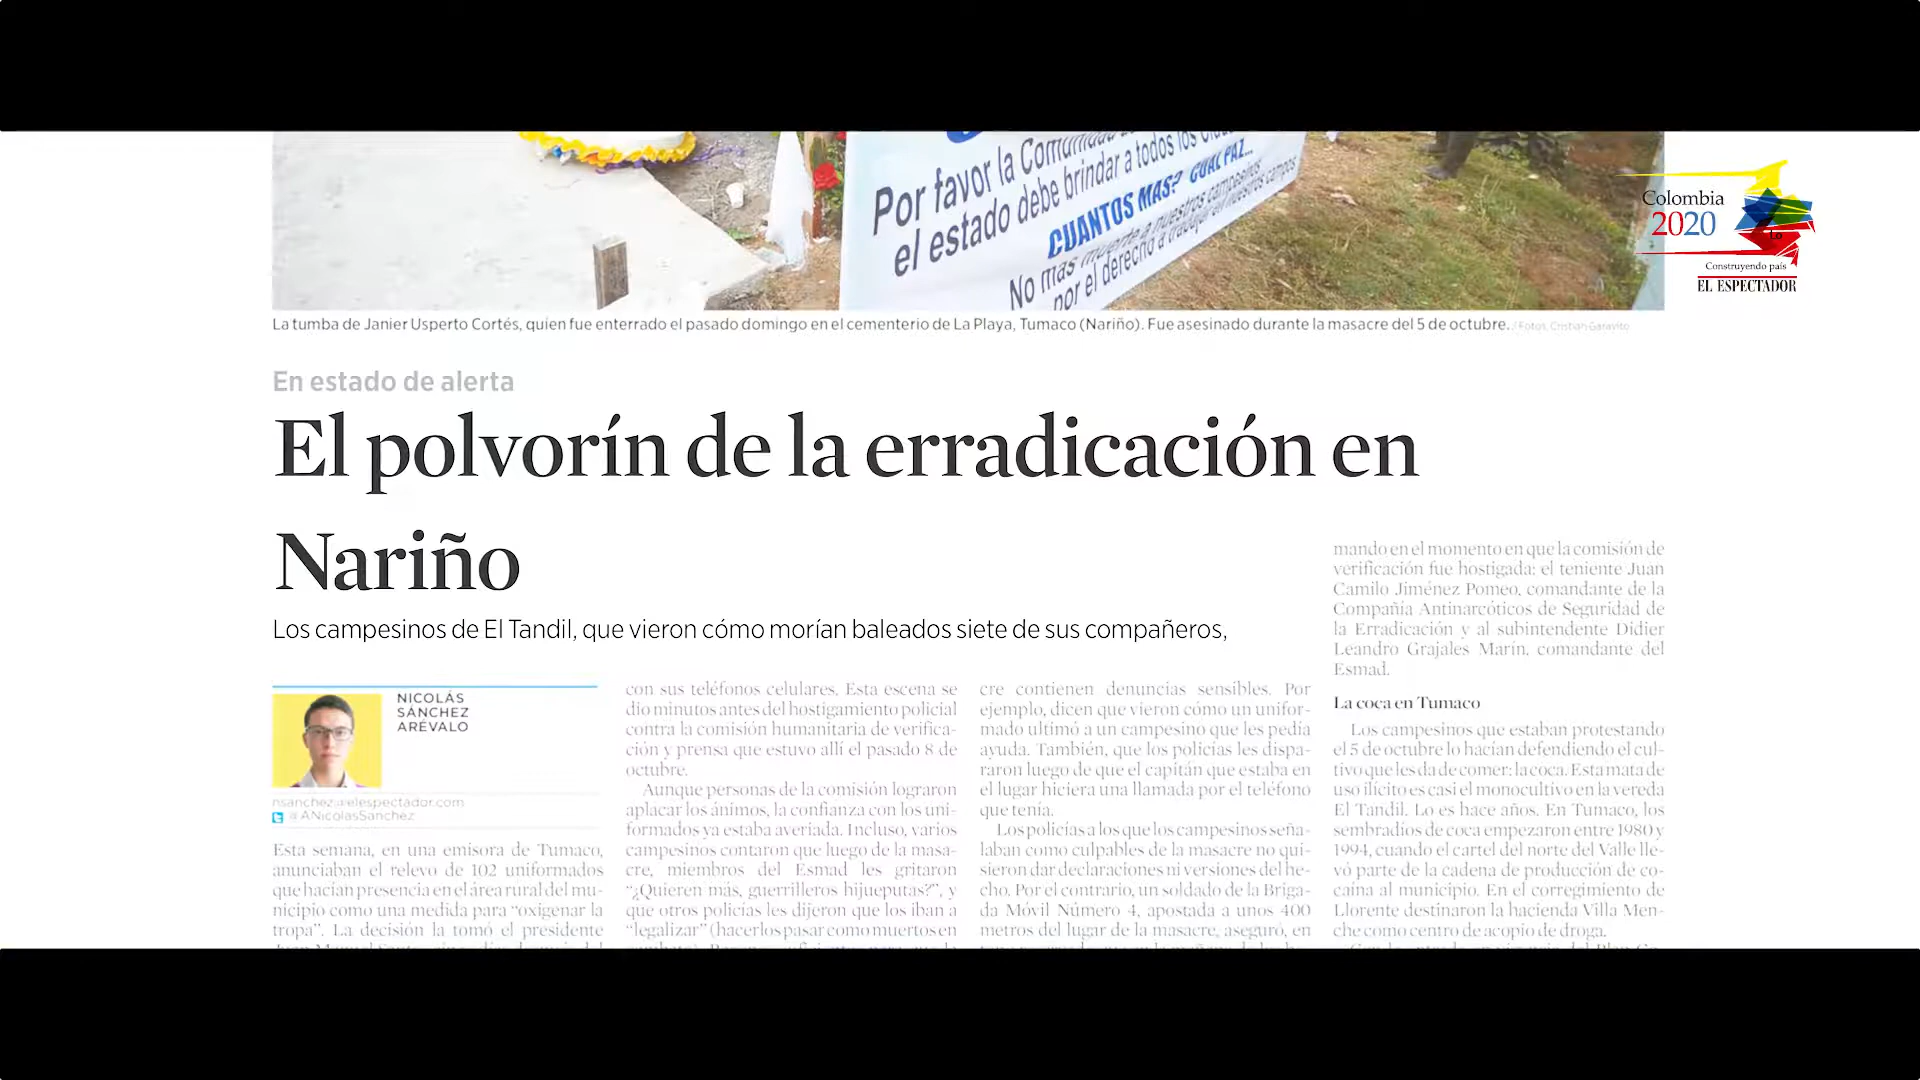 Por favor la Comunidad
el estado debe brindar a todos los
CUANTOS MAS? CUAL PAZ...
No mas muerte a nuestros campesinos
por el derecho a trabajar en nuestros campos
Colombia
2020
Construyendo país
EL ESPECTADOR
La tumba de Janier Usperto Cortés, quien fue enterrado el pasado domingo en el cementerio de La Playa, Tumaco (Nariño). Fue asesinado durante la masacre del 5 de octubre. / Fotos: Cristian Garavito
En estado de alerta
El polvorín de la erradicación en
Nariño
Los campesinos de El Tandil, que vieron cómo morían baleados siete de sus compañeros,
NICOLÁS
SÁNCHEZ
ARÉVALO
nsanchez@elespectador.com
@ANicolasSanchez
Esta semana, en una emisora de Tumaco,
anunciaban el relevo de 102 uniformados
que hacían presencia en el área rural del mu-
nicipio como una medida para “oxigenar la
tropa”. La decisión la tomó el presidente
con sus teléfonos celulares. Esta escena se
dio minutos antes del hostigamiento policial
contra la comisión humanitaria de verifica-
ción y prensa que estuvo allí el pasado 8 de
octubre.
Aunque personas de la comisión lograron
aplacar los ánimos, la confianza con los uni-
formados ya estaba averiada. Incluso, varios
campesinos contaron que luego de la masa-
cre, miembros del Esmad les gritaron
“¿Quieren más, guerrilleros hijueputas?”, y
que otros policías les dijeron que los iban a
“legalizar” (hacerlos pasar como muertos en
cre contienen denuncias sensibles. Por
ejemplo, dicen que vieron cómo un unifor-
mado ultimó a un campesino que les pedía
ayuda. También, que los policías les dispa-
raron luego de que el capitán que estaba en
el lugar hiciera una llamada por el teléfono
que tenía.
Los policías a los que los campesinos seña-
laban como culpables de la masacre no qui-
sieron dar declaraciones ni versiones del he-
cho. Por el contrario, un soldado de la Briga-
da Móvil Número 4, apostada a unos 400
metros del lugar de la masacre, aseguró, en
mando en el momento en que la comisión de
verificación fue hostigada: el teniente Juan
Camilo Jiménez Pomeo, comandante de la
Compañía Antinarcóticos de Seguridad de
la Erradicación y al subintendente Didier
Leandro Grajales Marín, comandante del
Esmad.
La coca en Tumaco
Los campesinos que estaban protestando
el 5 de octubre lo hacían defendiendo el cul-
tivo que les da de comer: la coca. Esta mata de
uso ilícito es casi el monocultivo en la vereda
El Tandil. Lo es hace años. En Tumaco, los
sembradíos de coca empezaron entre 1980 y
1994, cuando el cartel del norte del Valle lle-
vó parte de la cadena de producción de co-
caína al municipio. En el corregimiento de
Llorente destinaron la hacienda Villa Men-
che como centro de acopio de droga.